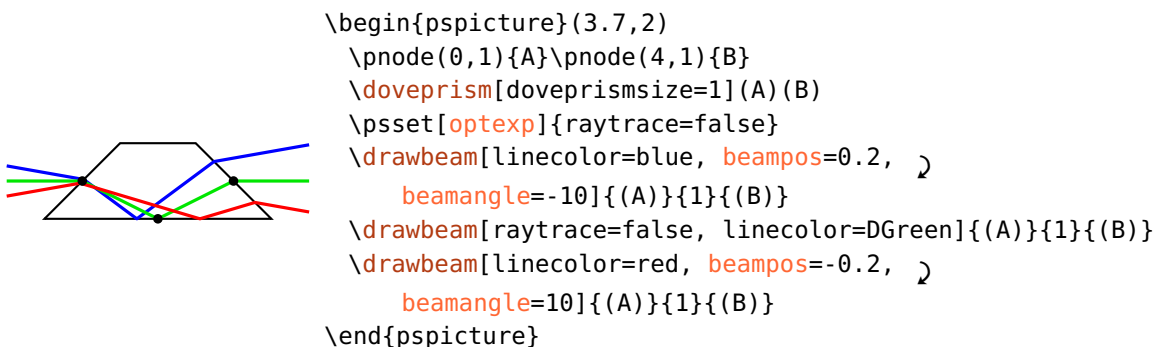 \begin{pspicture}(3.7,2)
\pnode(0,1){A}\pnode(4,1){B}
\doveprism[doveprismsize=1](A)(B)
\psset[optexp]{raytrace=false}
\drawbeam[linecolor=blue, beampos=0.2,
beamangle=-10]{(A)}{1}{(B)}
\drawbeam[raytrace=false, linecolor=DGreen]{(A)}{1}{(B)}
\drawbeam[linecolor=red, beampos=-0.2,
beamangle=10]{(A)}{1}{(B)}
\end{pspicture}